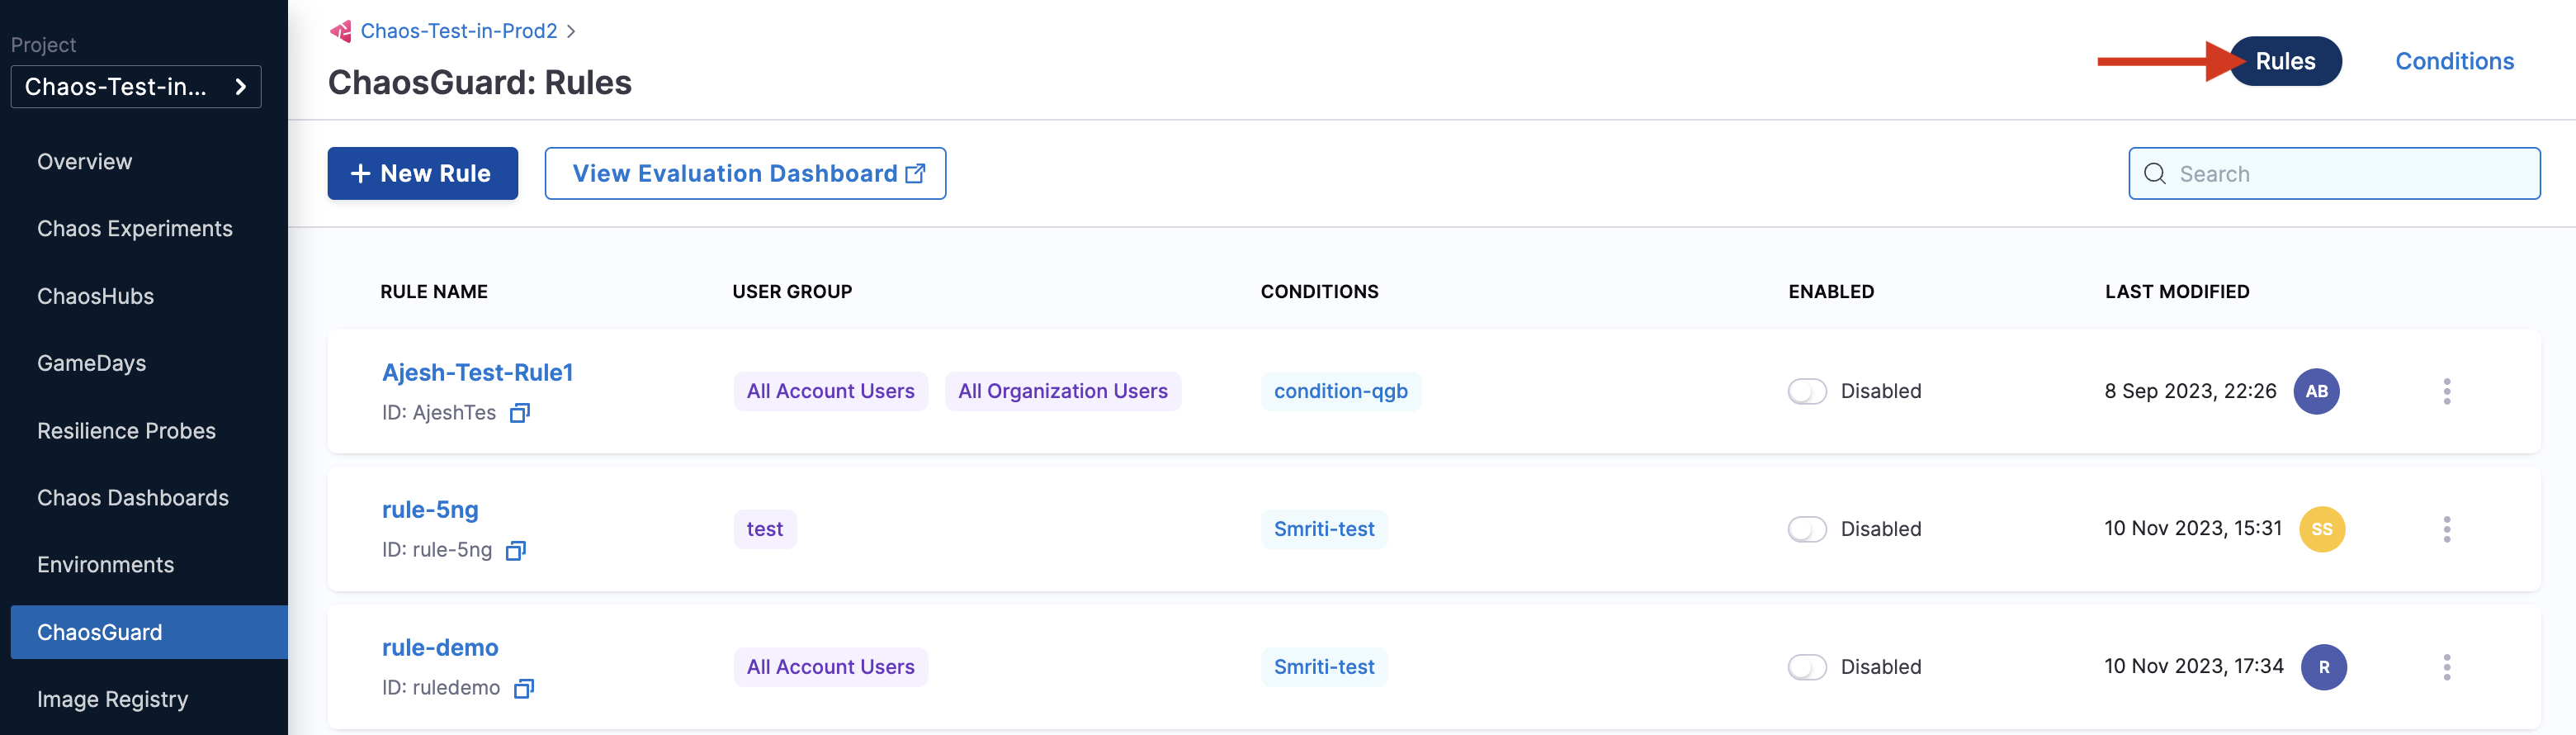 Project
Chaos-Test-in...
Overview
Chaos Experiments
ChaosHubs
GameDays
Resilience Probes
Chaos Dashboards
Environments
ChaosGuard
Image Registry
Chaos-Test-in-Prod2
ChaosGuard: Rules
Rules Conditions
+ New Rule View Evaluation Dashboard Search
RULE NAME USER GROUP CONDITIONS ENABLED LAST MODIFIED
Ajesh-Test-Rule1
ID: AjeshTes
All Account Users All Organization Users condition-qgb Disabled 8 Sep 2023, 22:26 AB
rule-5ng
ID: rule-5ng
test Smriti-test Disabled 10 Nov 2023, 15:31 SS
rule-demo
ID: ruledemo
All Account Users Smriti-test Disabled 10 Nov 2023, 17:34 R